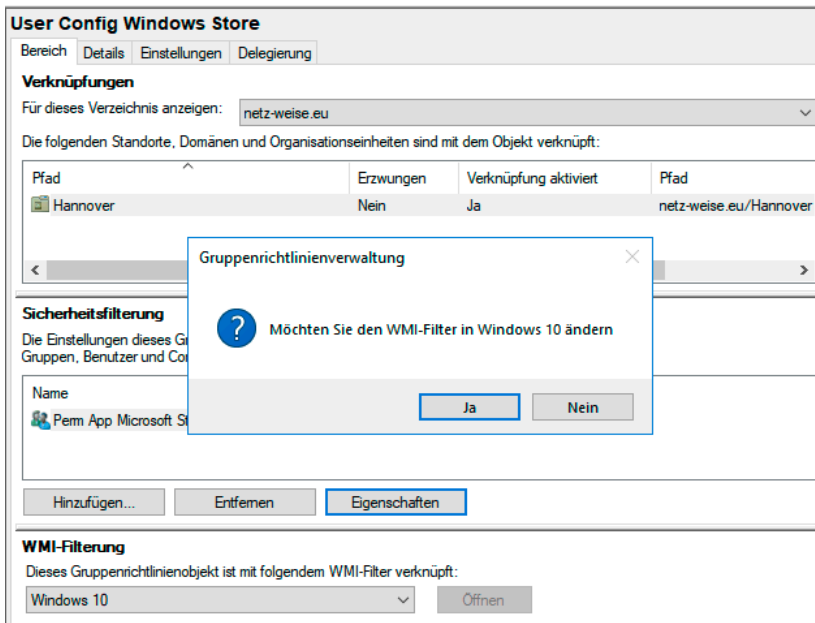 User Config Windows Store
Bereich Details Einstellungen Delegierung
Verknüpfungen
Für dieses Verzeichnis anzeigen: netz-weise.eu
Die folgenden Standorte, Domänen und Organisationseinheiten sind mit dem Objekt verknüpft:
Pfad Erzwungen Verknüpfung aktiviert Pfad
Hannover Nein Ja netz-weise.eu/Hannover
Gruppenrichtlinienverwaltung
Möchten Sie den WMI-Filter in Windows 10 ändern
Ja Nein
Sicherheitsfilterung
Die Einstellungen dieses
Gruppen, Benutzer und
Name
Perm App Microsoft
Hinzufügen... Entfernen Eigenschaften
WMI-Filterung
Dieses Gruppenrichtlinienobjekt ist mit folgendem WMI-Filter verknüpft:
Windows 10 Öffnen